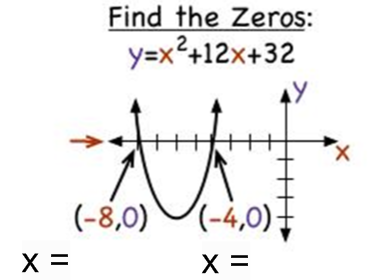 Find the Zeros:
y=x²+12x+32
y
x
(-8,0) (-4,0)
x = x =